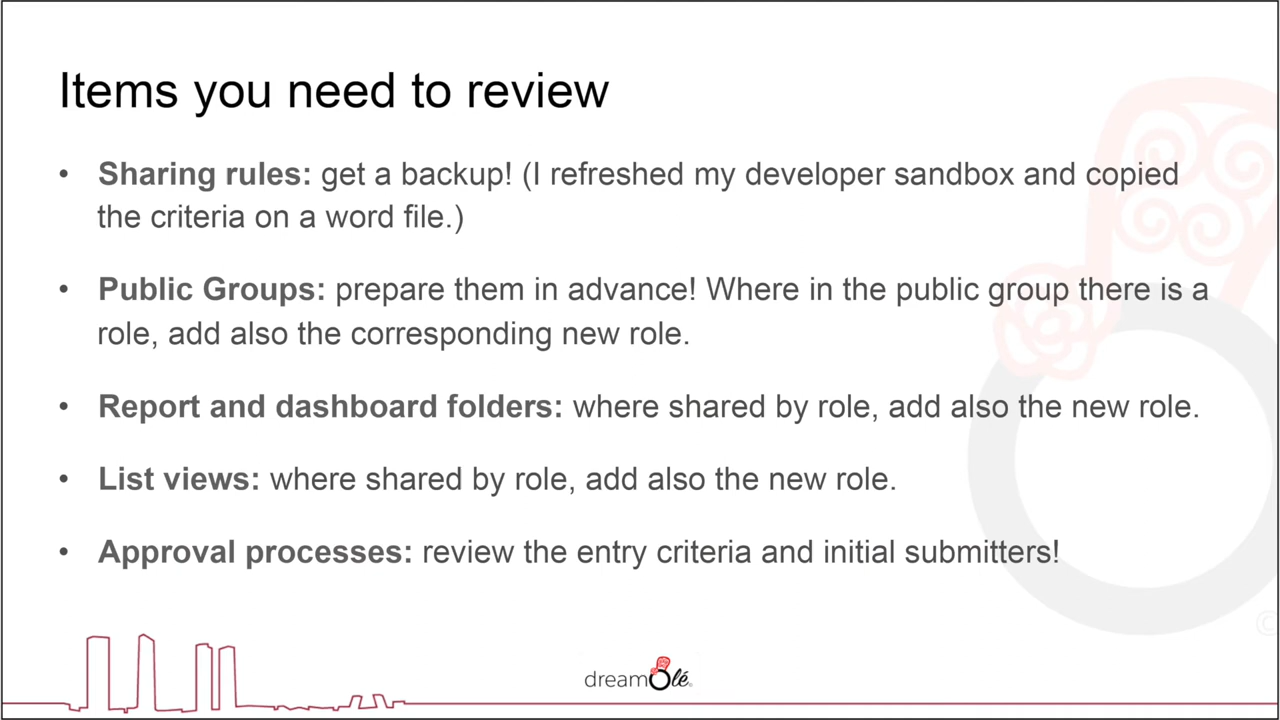 Items you need to review
• Sharing rules: get a backup! (I refreshed my developer sandbox and copied
the criteria on a word file.)
• Public Groups: prepare them in advance! Where in the public group there is a
role, add also the corresponding new role.
• Report and dashboard folders: where shared by role, add also the new role.
• List views: where shared by role, add also the new role.
• Approval processes: review the entry criteria and initial submitters!
©
dreamOlé